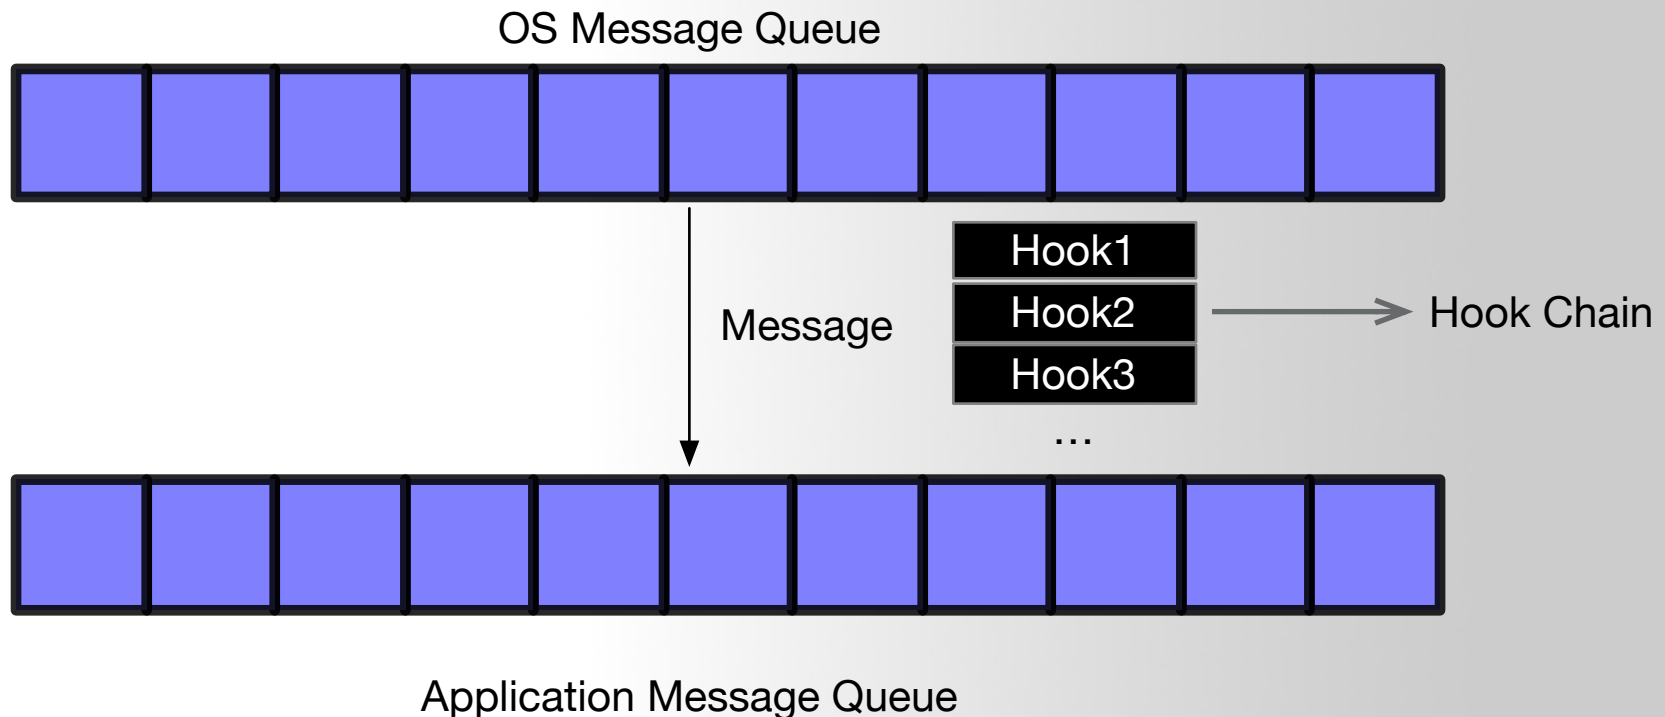 OS Message Queue
Hook1
Message
Hook2
Hook Chain
Hook3
...
Application Message Queue